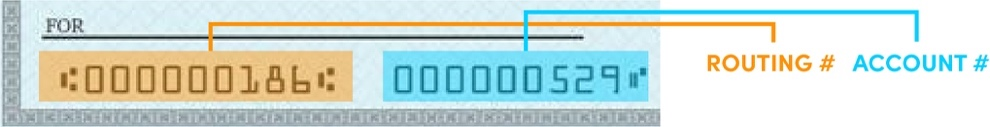 FOR
⑆000000186⑆ 000000529⑈
ROUTING # ACCOUNT #